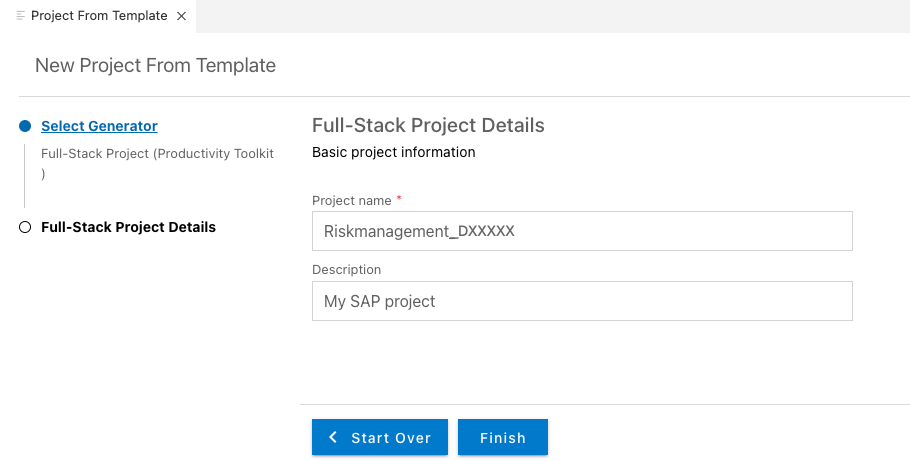 Project From Template
New Project From Template
Select Generator
Full-Stack Project (Productivity Toolkit
)
Full-Stack Project Details
Full-Stack Project Details
Basic project information
Project name *
Riskmanagement_DXXXXX
Description
My SAP project
Start Over
Finish